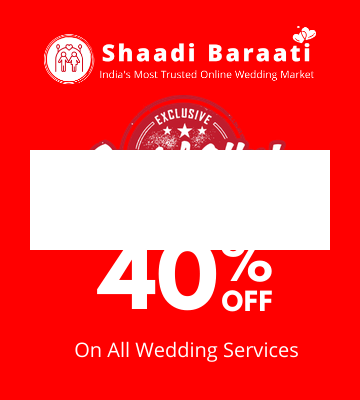 Shaadi Baraati
India's Most Trusted Online Wedding Market
EXCLUSIVE
40% OFF
On All Wedding Services